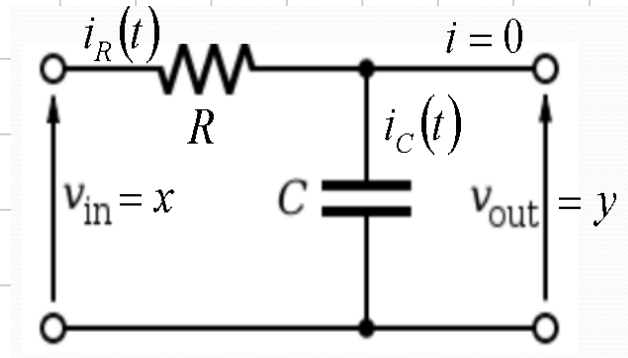 i_R(t)
i = 0
R
i_C(t)
v_in = x
C
v_out = y